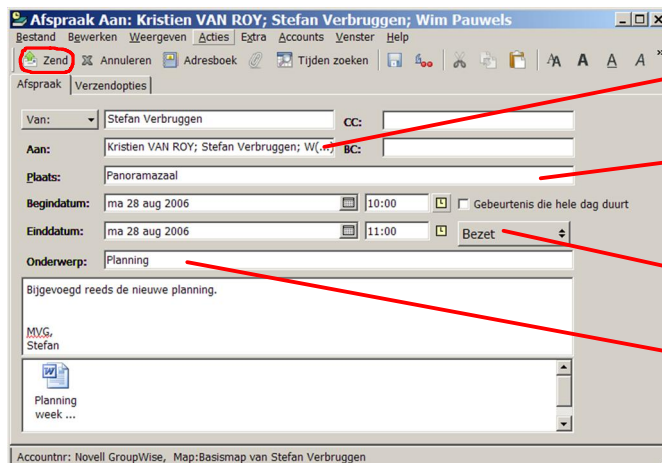 Afspraak Aan: Kristien VAN ROY; Stefan Verbruggen; Wim Pauwels
Bestand Bewerken Weergeven Acties Extra Accounts Venster Help
Zend Annuleren Adresboek Tijden zoeken AA A A A »
Afspraak Verzendopties
Van: Stefan Verbruggen CC:
Aan: Kristien VAN ROY; Stefan Verbruggen; W(...) BC:
Plaats: Panoramazaal
Begindatum: ma 28 aug 2006 10:00 Gebeurtenis die hele dag duurt
Einddatum: ma 28 aug 2006 11:00 Bezet
Onderwerp: Planning
Bijgevoegd reeds de nieuwe planning.
MVG,
Stefan
Planning
week ...
Accountnr: Novell GroupWise, Map:Basismap van Stefan Verbruggen